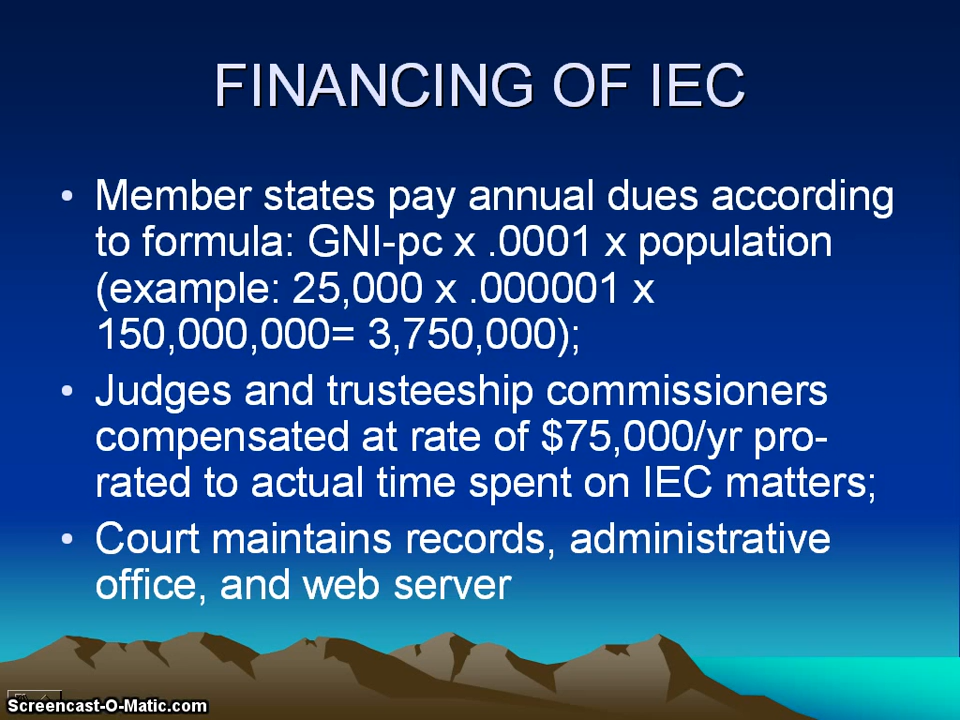 FINANCING OF IEC
• Member states pay annual dues according
to formula: GNI-pc x .0001 x population
(example: 25,000 x .000001 x
150,000,000= 3,750,000);
• Judges and trusteeship commissioners
compensated at rate of $75,000/yr pro-
rated to actual time spent on IEC matters;
• Court maintains records, administrative
office, and web server
Screencast-O-Matic.com